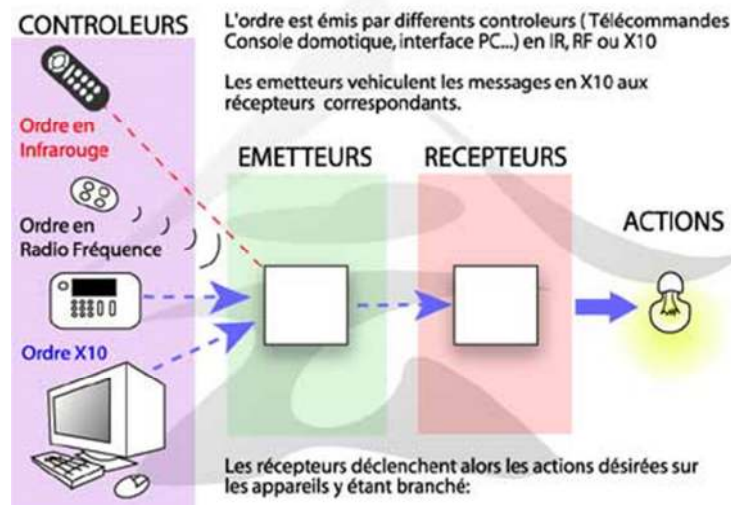 CONTROLEURS
L'ordre est émis par differents controleurs ( Télécommandes
Console domotique, interface PC...) en IR, RF ou X10
Les emetteurs vehiculent les messages en X10 aux
récepteurs correspondants.
Ordre en
Infrarouge
EMETTEURS
RECEPTEURS
ACTIONS
Ordre en
Radio Fréquence
Ordre X10
Les récepteurs déclenchent alors les actions désirées sur
les appareils y étant branché: